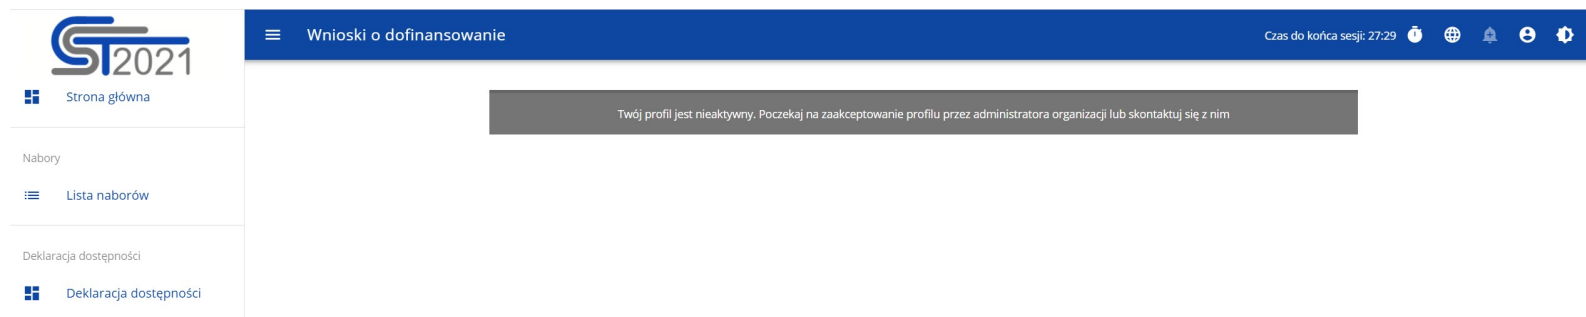 CST2021
Wnioski o dofinansowanie
Czas do końca sesji: 27:29
Strona główna
Twój profil jest nieaktywny. Poczekaj na zaakceptowanie profilu przez administratora organizacji lub skontaktuj się z nim
Nabory
Lista naborów
Deklaracja dostępności
Deklaracja dostępności